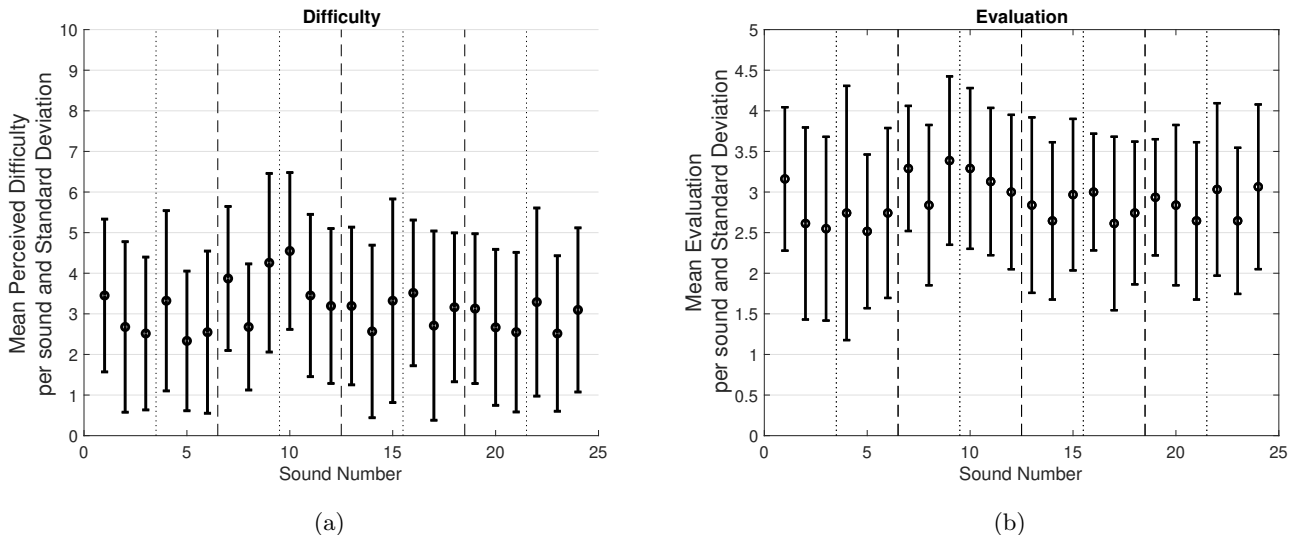 Difficulty
10
9
8
7
6
5
4
3
2
1
0
Mean Perceived Difficulty
per sound and Standard Deviation
0 5 10 15 20 25
Sound Number
(a)
Evaluation
5
4.5
4
3.5
3
2.5
2
1.5
1
0.5
0
Mean Evaluation
per sound and Standard Deviation
0 5 10 15 20 25
Sound Number
(b)